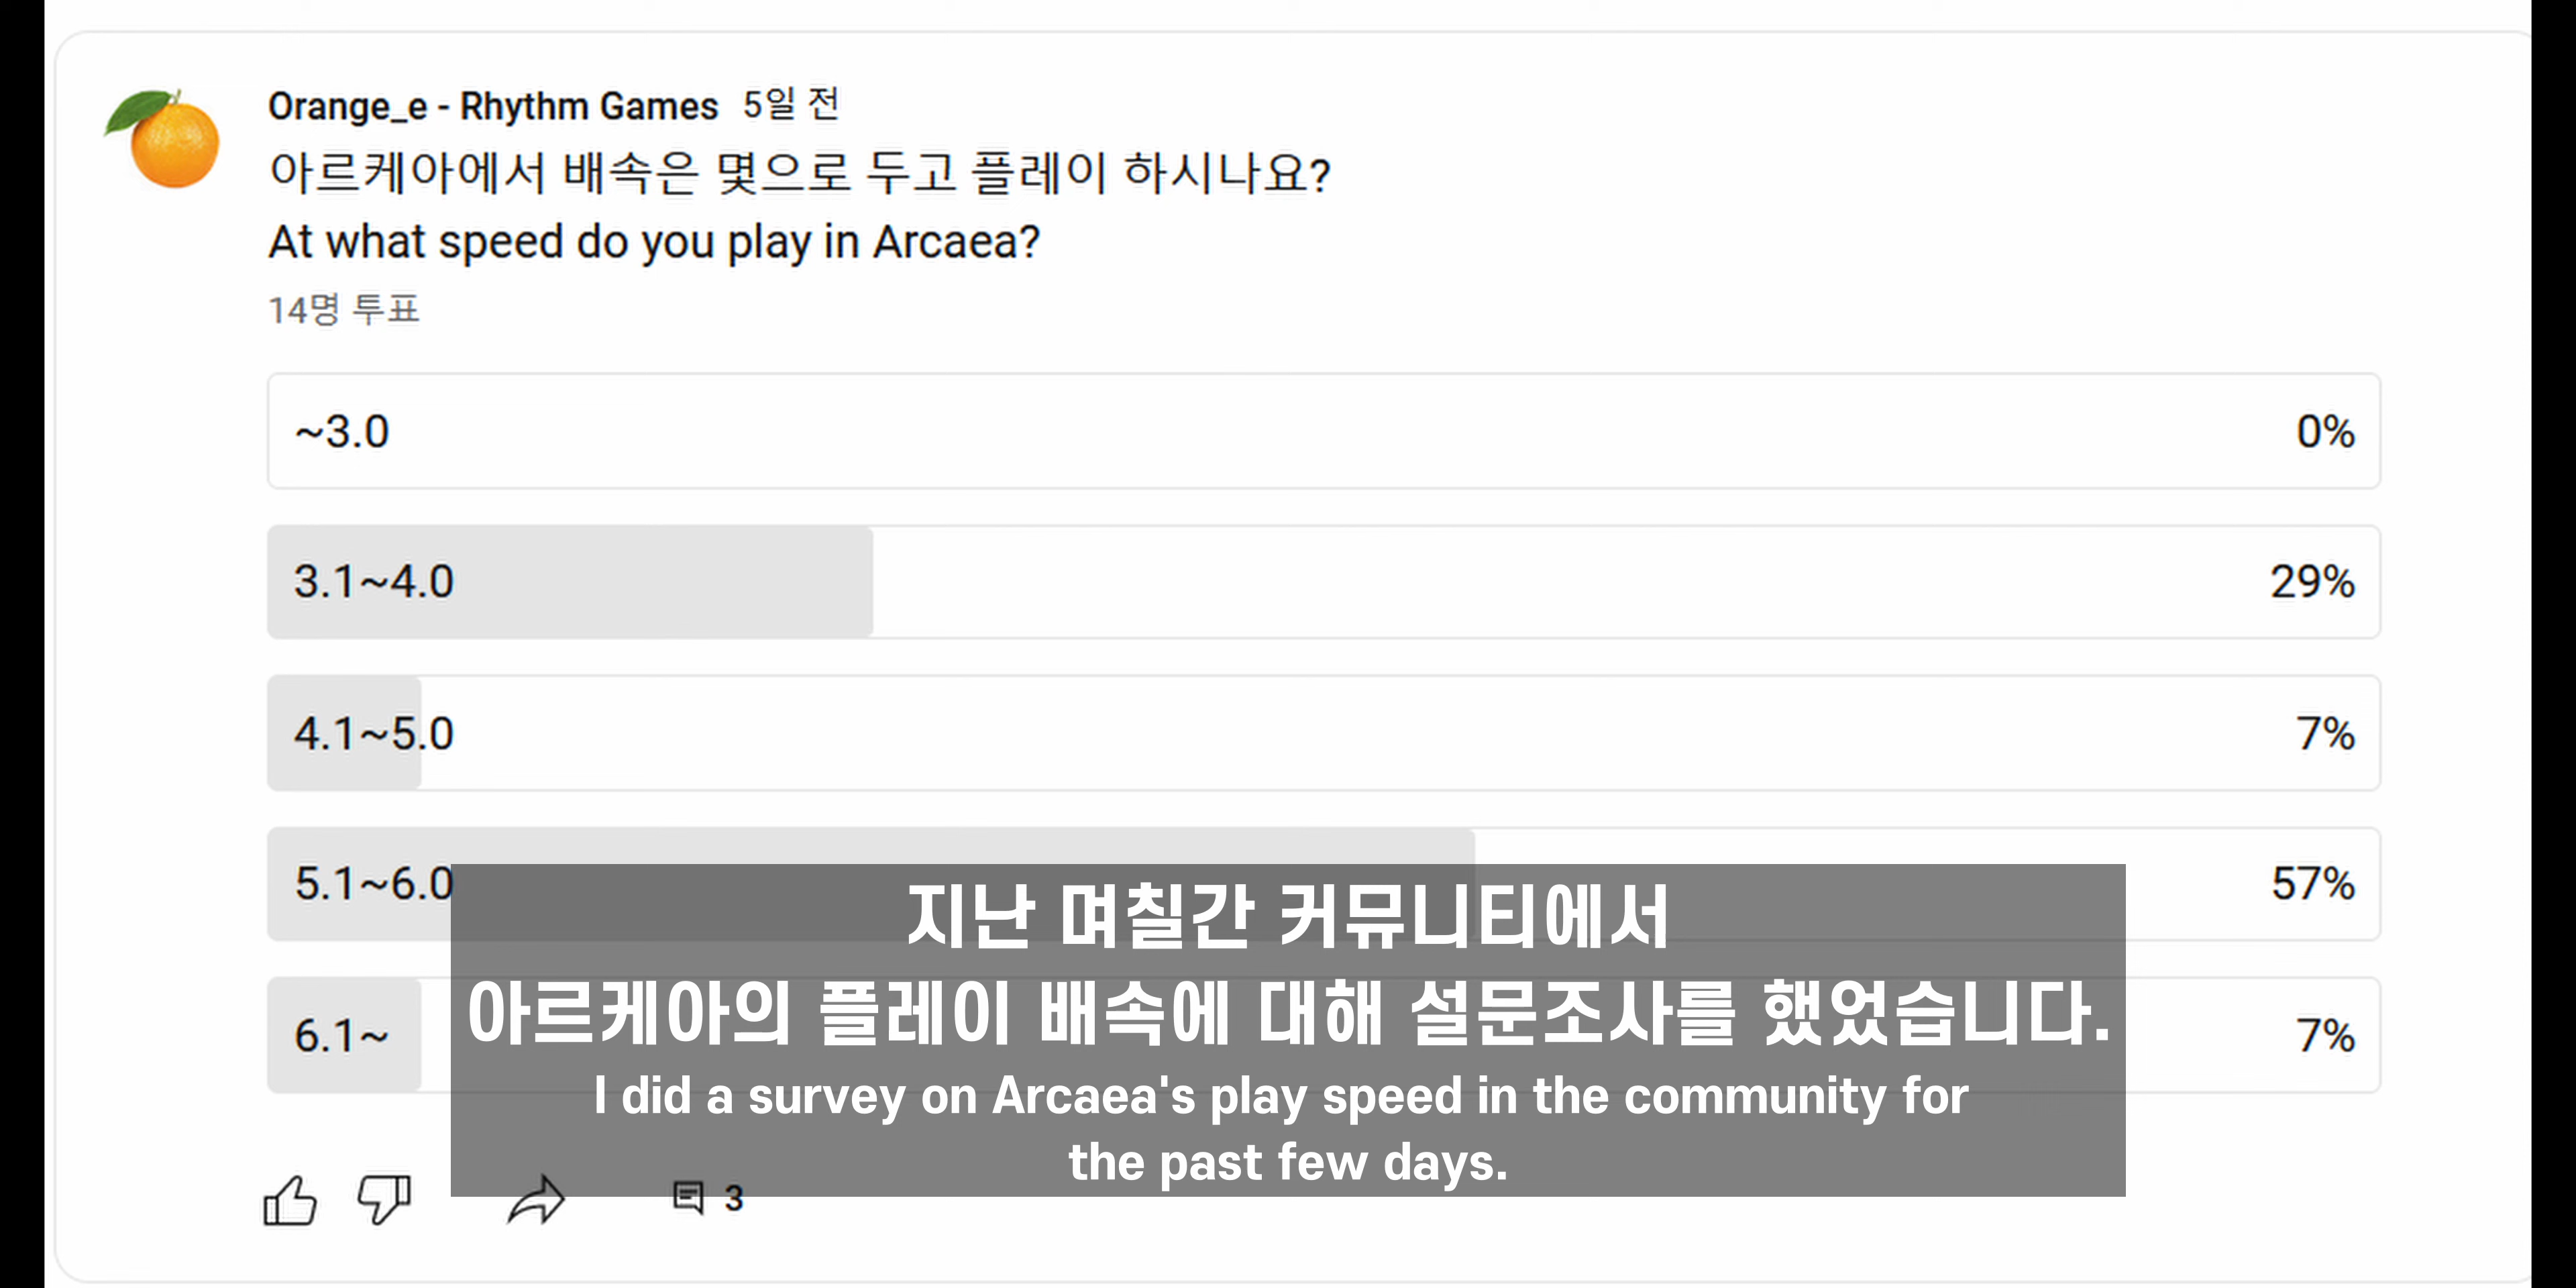 Orange_e - Rhythm Games 5일 전
아르케아에서 배속은 몇으로 두고 플레이 하시나요?
At what speed do you play in Arcaea?
14명 투표
~3.0 0%
3.1~4.0 29%
4.1~5.0 7%
5.1~6.0 57%
6.1~ 7%
지난 며칠간 커뮤니티에서
아르케아의 플레이 배속에 대해 설문조사를 했었습니다.
I did a survey on Arcaea's play speed in the community for
the past few days.
3